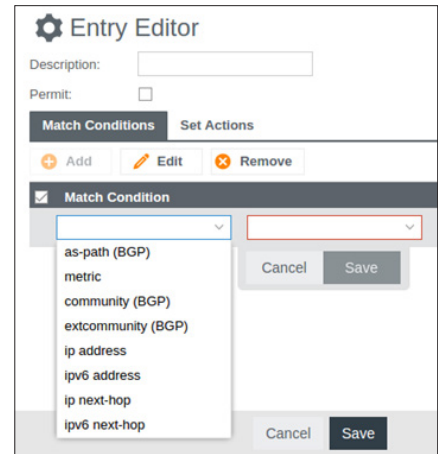 Entry Editor
Description:
Permit:
Match Conditions Set Actions
Add Edit Remove
Match Condition
as-path (BGP)
metric
community (BGP)
extcommunity (BGP)
ip address
ipv6 address
ip next-hop
ipv6 next-hop
Cancel Save
Cancel Save